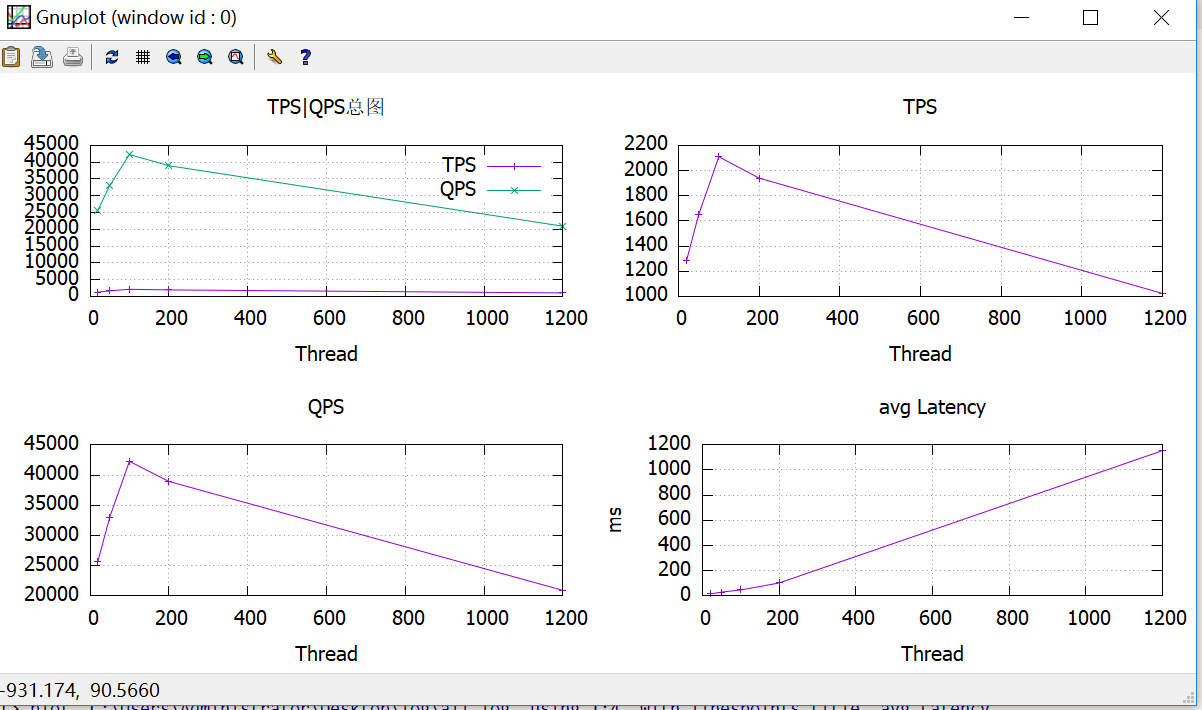 Gnuplot (window id : 0)
TPS|QPS总图
45000
40000
35000
30000
25000
20000
15000
10000
5000
0
TPS
QPS
0 200 400 600 800 1000 1200
Thread
TPS
2200
2000
1800
1600
1400
1200
1000
0 200 400 600 800 1000 1200
Thread
QPS
45000
40000
35000
30000
25000
20000
0 200 400 600 800 1000 1200
Thread
avg Latency
ms
1200
1000
800
600
400
200
0
0 200 400 600 800 1000 1200
Thread
-931.174, 90.5660